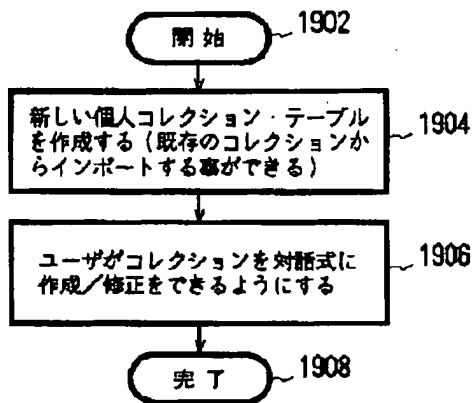 開始
1902
新しい個人コレクション・テーブル
を作成する（既存のコレクションか
らインポートする事ができる）
1904
ユーザがコレクションを対話式に
作成／修正をできるようにする
1906
完了
1908